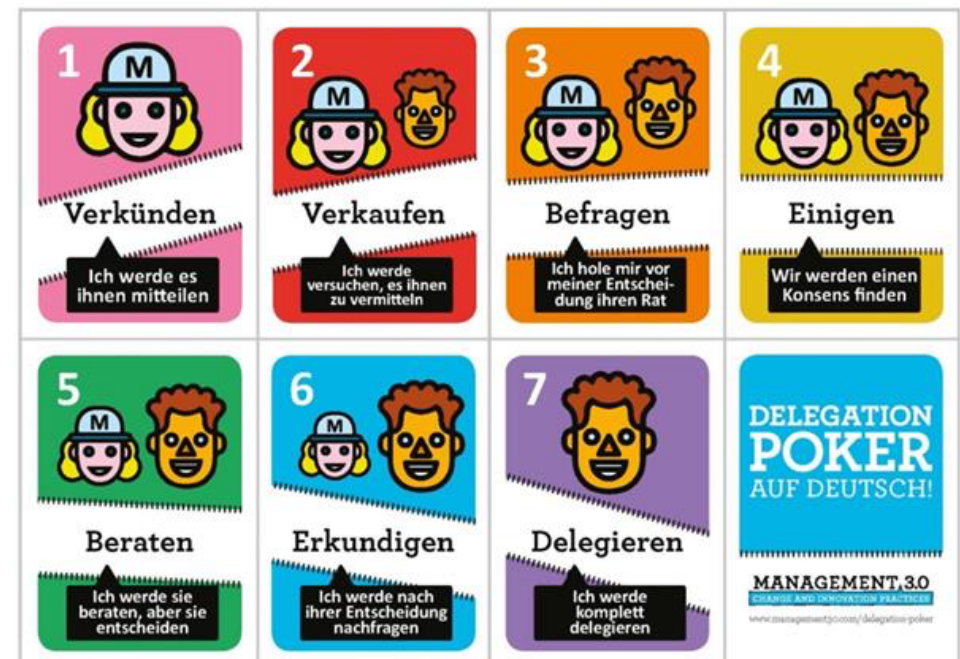 1
M
Verkünden
Ich werde es
ihnen mitteilen
2
M
Verkaufen
Ich werde
versuchen, es ihnen
zu vermitteln
3
M
Befragen
Ich hole mir vor
meiner Entschei-
dung ihren Rat
4
M
Einigen
Wir werden einen
Konsens finden
5
M
Beraten
Ich werde sie
beraten, aber sie
entscheiden
6
M
Erkundigen
Ich werde nach
ihrer Entscheidung
nachfragen
7
Delegieren
Ich werde
komplett
delegieren
DELEGATION
POKER
AUF DEUTSCH!
MANAGEMENT 3.0
CHANGE AND INNOVATION PRACTICES
www.management30.com/delegation-poker